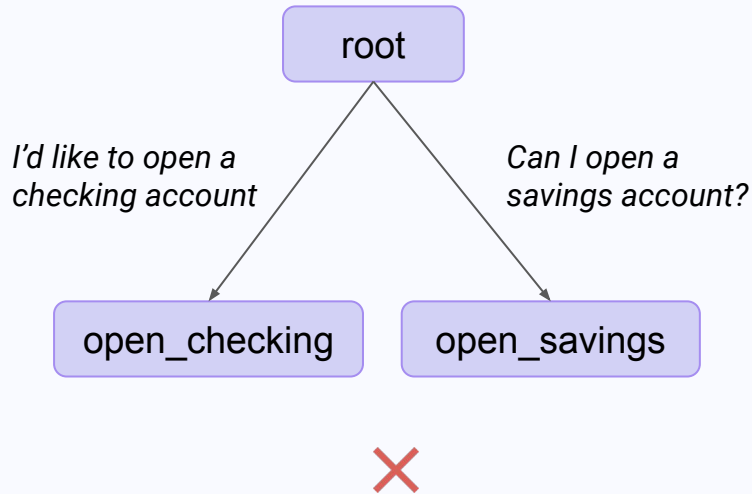 root
I’d like to open a
checking account
Can I open a
savings account?
open_checking
open_savings